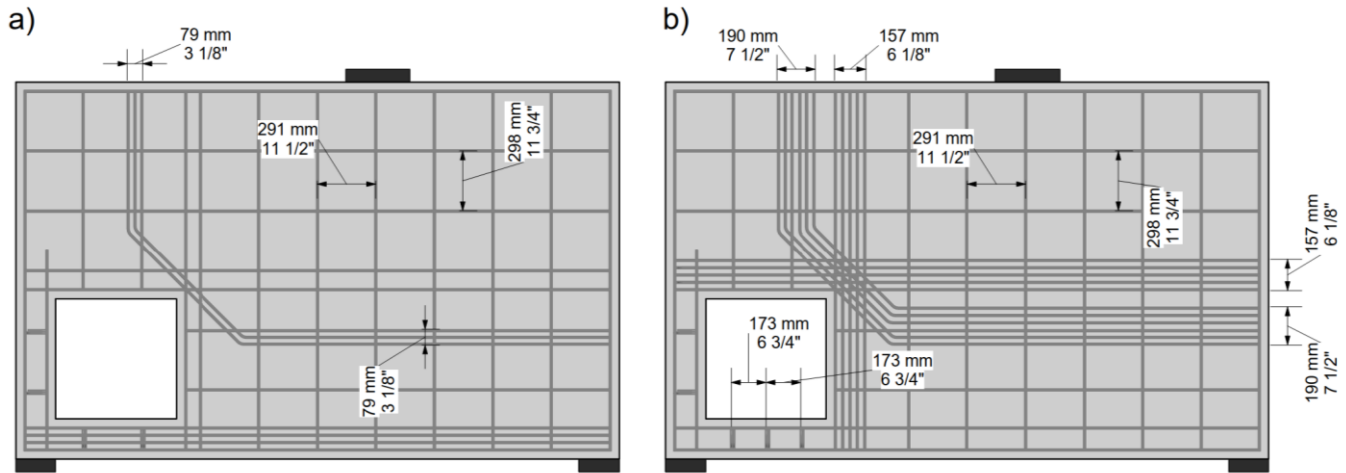 a)
79 mm
3 1/8"
291 mm
11 1/2"
298 mm
11 3/4"
79 mm
3 1/8"
b)
190 mm
7 1/2"
157 mm
6 1/8"
291 mm
11 1/2"
298 mm
11 3/4"
157 mm
6 1/8"
173 mm
6 3/4"
173 mm
6 3/4"
190 mm
7 1/2"